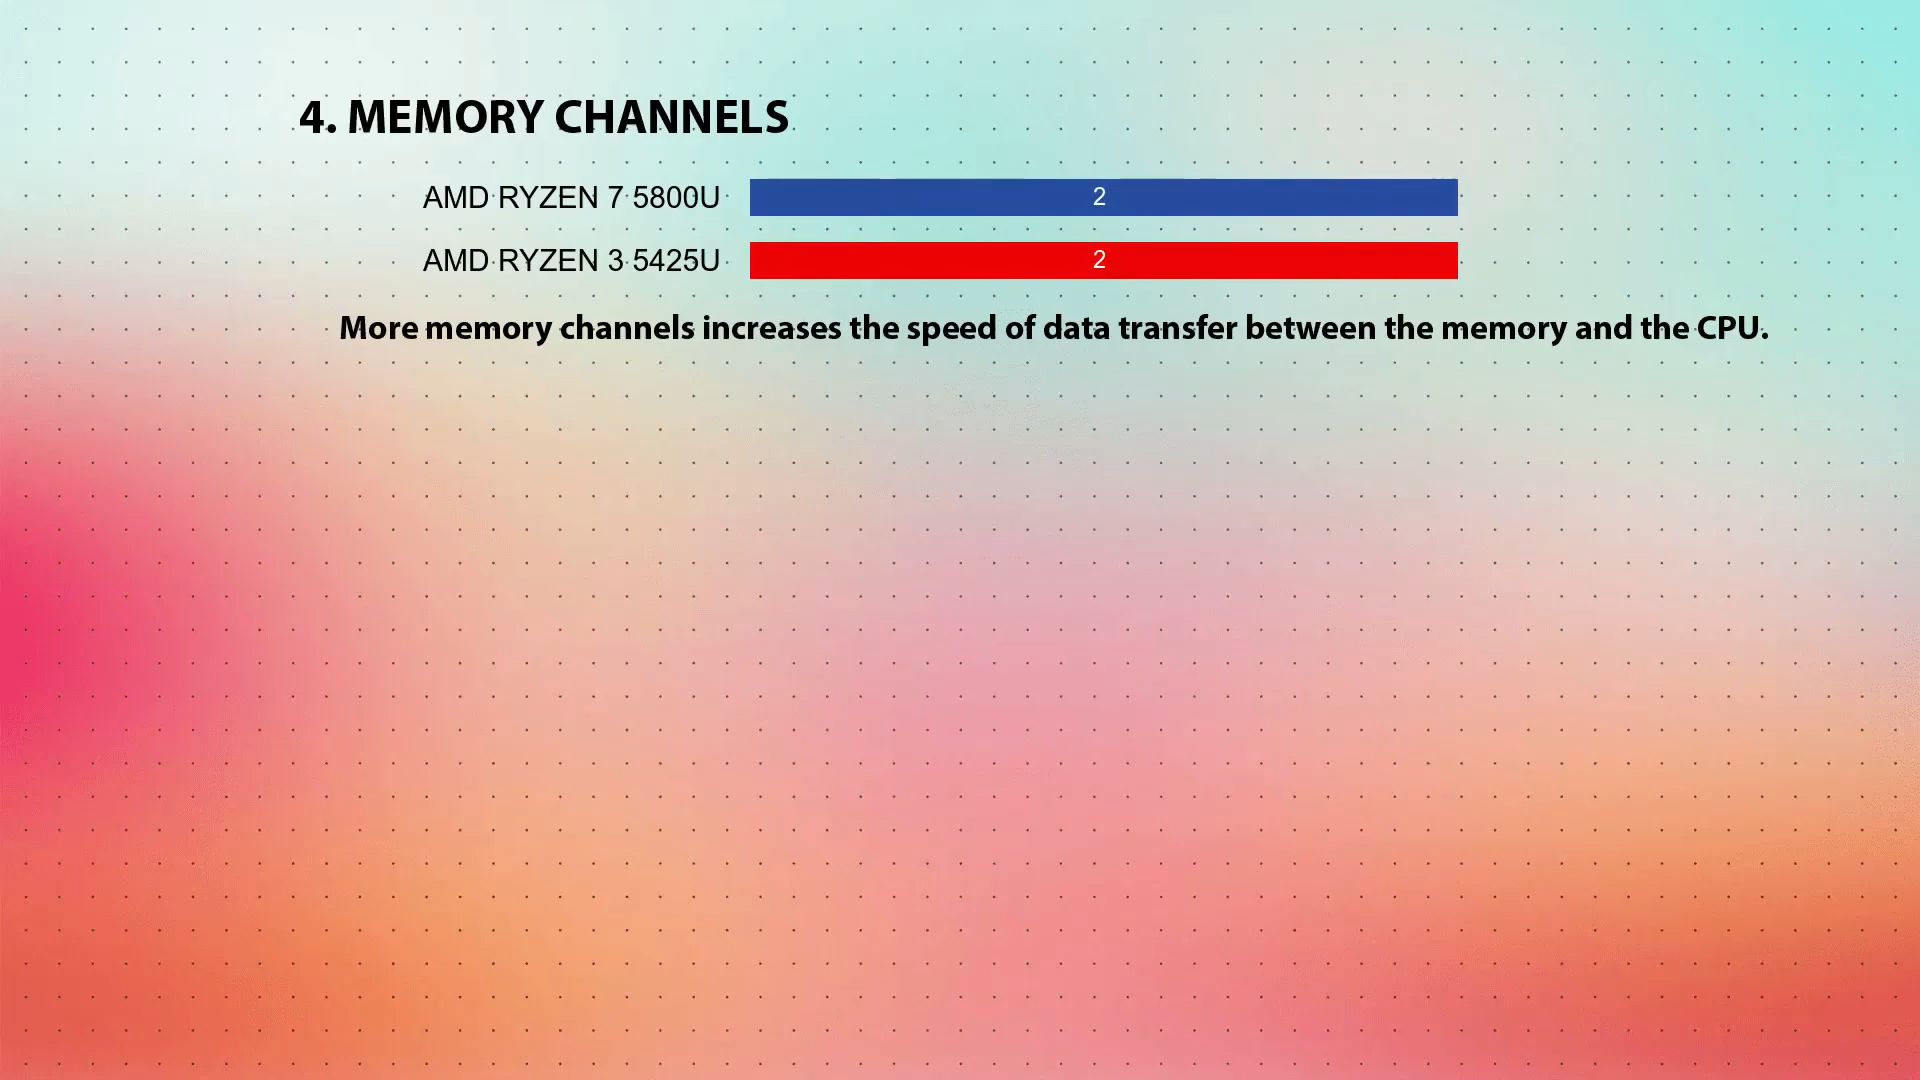 4. MEMORY CHANNELS
AMD RYZEN 7 5800U 2
AMD RYZEN 3 5425U 2
More memory channels increases the speed of data transfer between the memory and the CPU.